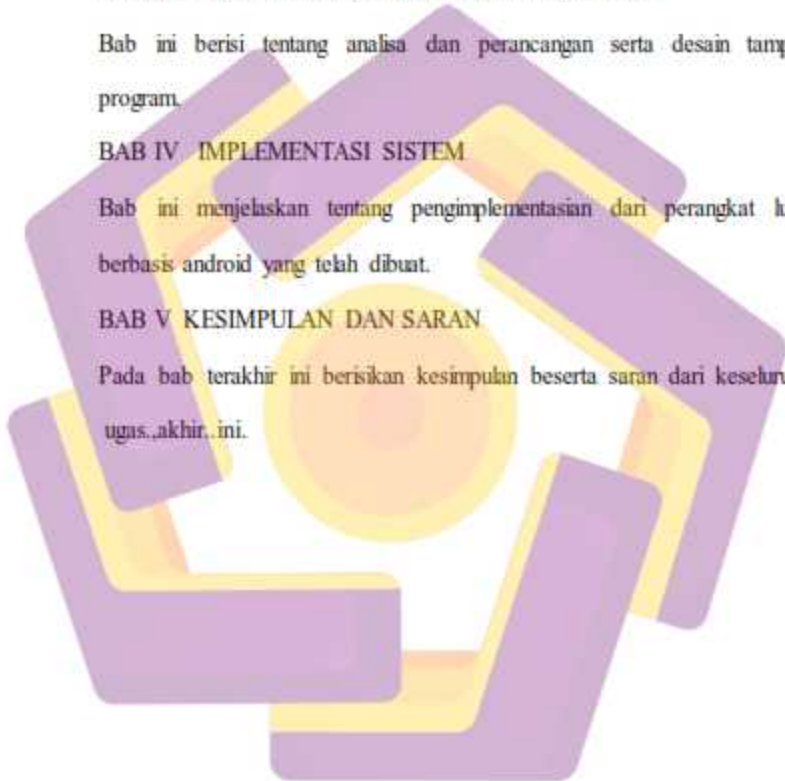 Bab ini berisi tentang analisa dan perancangan serta desain tamp
program.
BAB IV IMPLEMENTASI SISTEM
Bab ini menjelaskan tentang pengimplementasian dari perangkat lu
berbasis android yang telah dibuat.
BAB V KESIMPULAN DAN SARAN
Pada bab terakhir ini berisikan kesimpulan beserta saran dari keseluru
ugas.,akhir..ini.